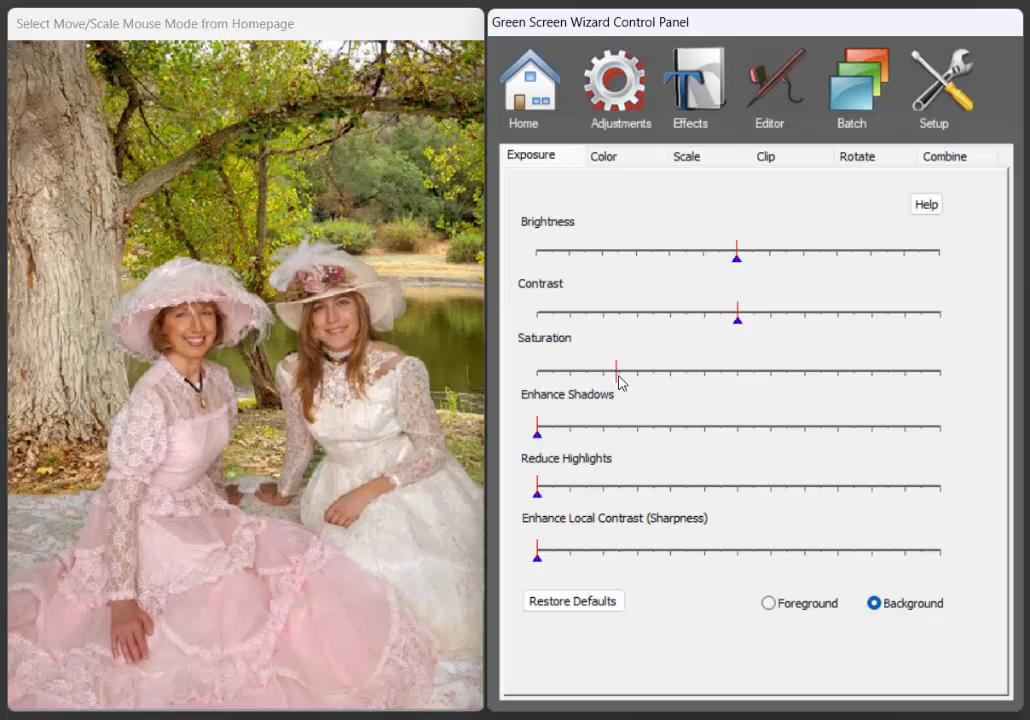 Select Move/Scale Mouse Mode from Homepage
Green Screen Wizard Control Panel
Home Adjustments Effects Editor Batch Setup
Exposure Color Scale Clip Rotate Combine
Help
Brightness
Contrast
Saturation
Enhance Shadows
Reduce Highlights
Enhance Local Contrast (Sharpness)
Restore Defaults Foreground Background